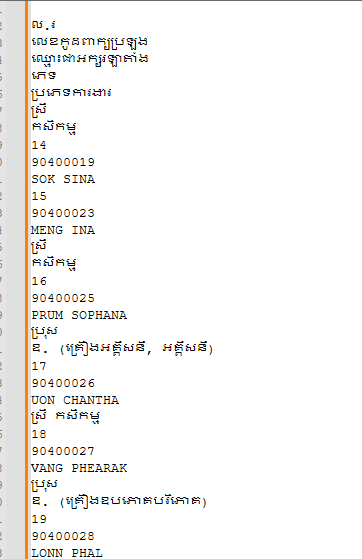 ល.រ
លេខកូដពាក្យប្រឡង
ឈ្មោះជាអក្សរឡាតាំង
ភេទ
ប្រភេទការងារ
ស្រី
កសិកម្ម
14
90400019
SOK SINA
15
90400023
MENG INA
ស្រី
កសិកម្ម
16
90400025
PRUM SOPHANA
ប្រុស
ឧ. (គ្រឿងអគ្គីសនី, អគ្គីសនី)
17
90400026
UON CHANTHA
ស្រី កសិកម្ម
18
90400027
VANG PHEARAK
ប្រុស
ឧ. (គ្រឿងឧបភោគបរិភោគ)
19
90400028
LONN PHAL